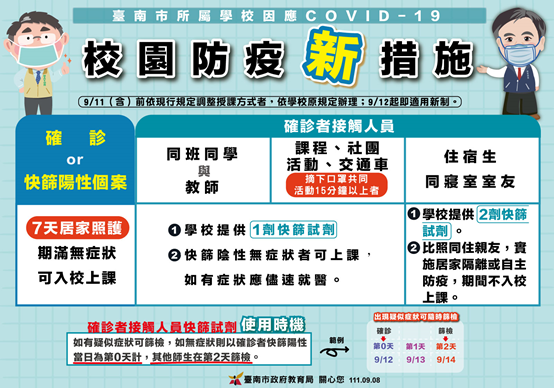 臺南市所屬學校因應COVID-19
校園防疫新措施
9/11(含)前依現行規定調整授課方式者,依學校原規定辦理;9/12起即適用新制。
確診
or
快篩陽性個案
確診者接觸人員
同班同學
與
教師
課程、社團
活動、交通車
摘下口罩共同
活動15分鐘以上者
住宿生
同寢室室友
7天居家照護
期滿無症狀
可入校上課
❶學校提供 1劑快篩試劑
❷快篩陰性無症狀者可上課,
如有症狀應儘速就醫。
❶學校提供 2劑快篩
試劑。
❷比照同住親友,實
施居家隔離或自主
防疫,期間不入校
上課。
確診者接觸人員快篩試劑 使用時機
如有疑似症狀可篩檢,如無症狀則以確診者快篩陽性
當日為第0天計,其他師生在第2天篩檢。
範例
出現疑似症狀可隨時篩檢
確診 篩檢
第0天 第1天 第2天
9/12 9/13 9/14
臺南市政府教育局 關心您 111.09.08